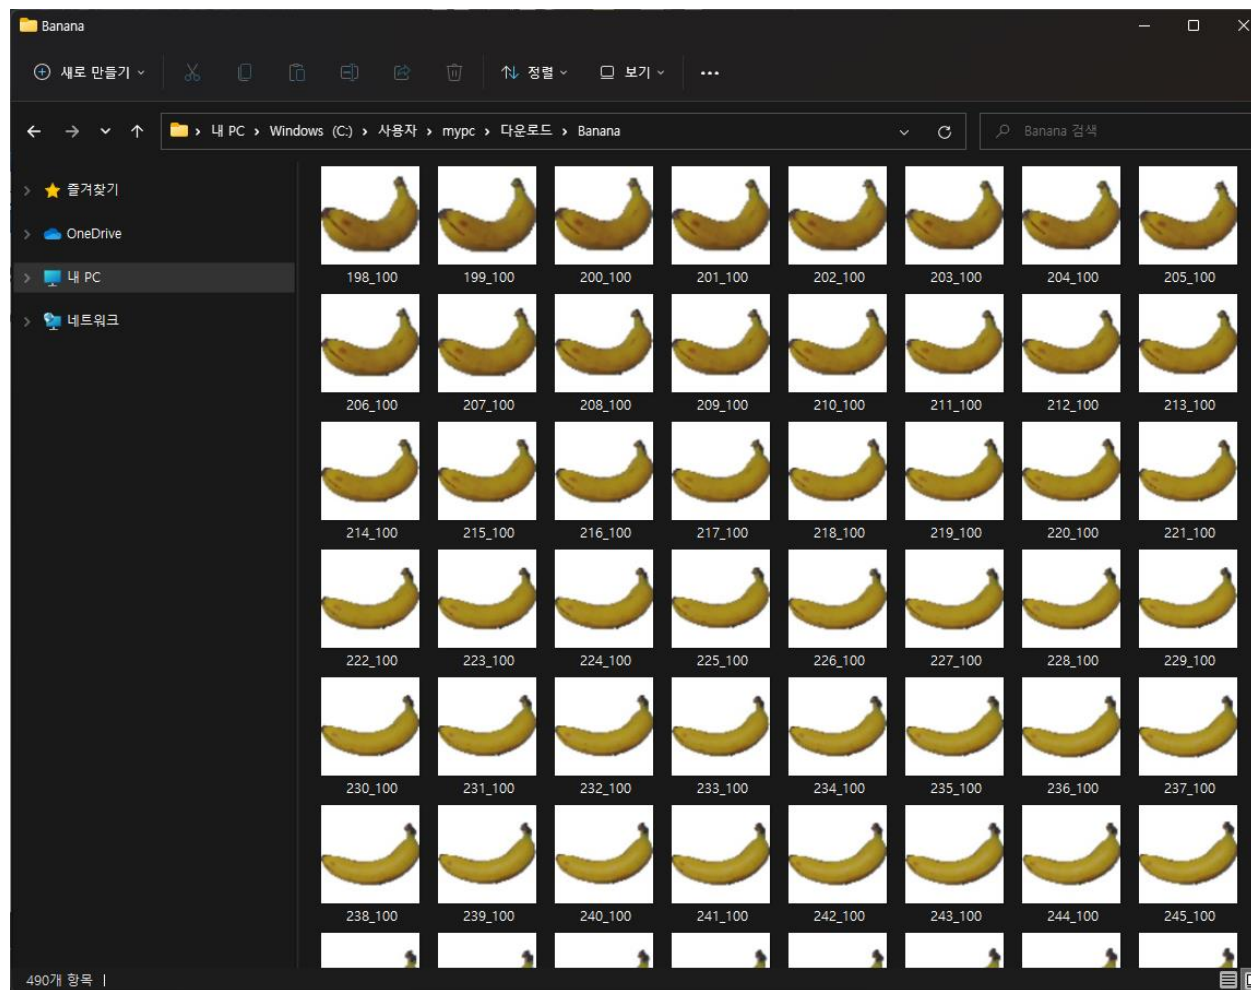 Banana
새로 만들기
정렬
보기
내 PC > Windows (C:) > 사용자 > mypc > 다운로드 > Banana
Banana 검색
즐겨찾기
OneDrive
내 PC
네트워크
198_100 199_100 200_100 201_100 202_100 203_100 204_100 205_100
206_100 207_100 208_100 209_100 210_100 211_100 212_100 213_100
214_100 215_100 216_100 217_100 218_100 219_100 220_100 221_100
222_100 223_100 224_100 225_100 226_100 227_100 228_100 229_100
230_100 231_100 232_100 233_100 234_100 235_100 236_100 237_100
238_100 239_100 240_100 241_100 242_100 243_100 244_100 245_100
490개 항목